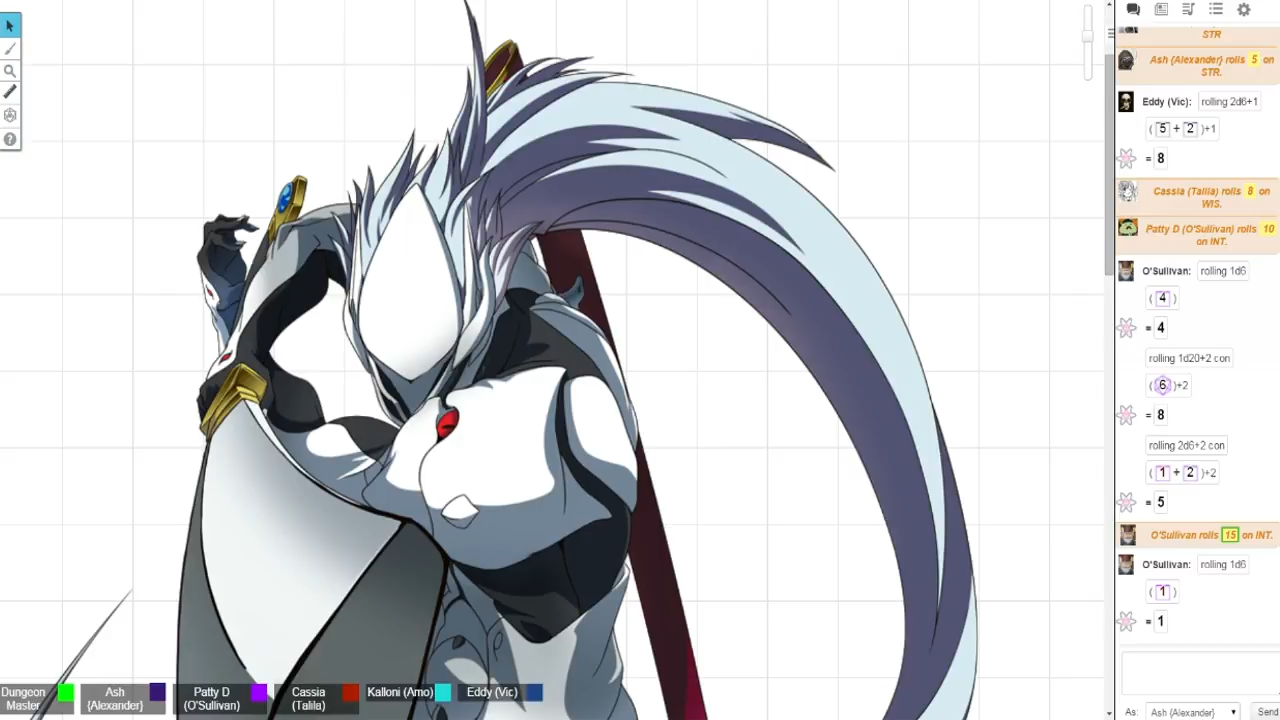 STR
Ash {Alexander} rolls 5 on
STR.
Eddy (Vic): rolling 2d6+1
( 5 + 2 )+1
= 8
Cassia (Talila) rolls 8 on
WIS.
Patty D (O'Sullivan) rolls 10
on INT.
O'Sullivan: rolling 1d6
( 4 )
= 4
rolling 1d20+2 con
( 6 )+2
= 8
rolling 2d6+2 con
( 1 + 2 )+2
= 5
O'Sullivan rolls 15 on INT.
O'Sullivan: rolling 1d6
( 1 )
= 1
Dungeon
Master
Ash
{Alexander}
Patty D
(O'Sullivan)
Cassia
(Talila)
Kalloni (Amo)
Eddy (Vic)
As: Ash {Alexander} Send